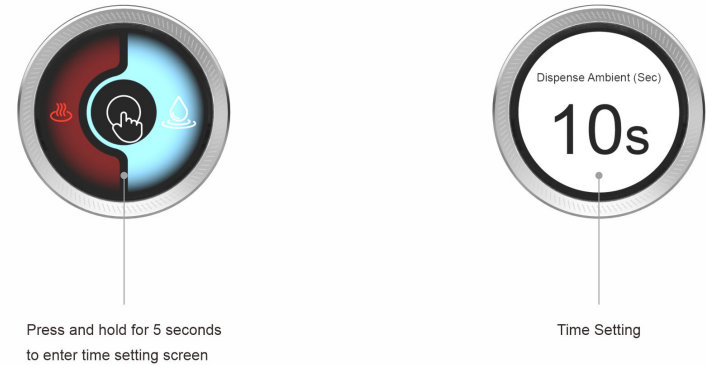 Dispense Ambient (Sec)
10s
Press and hold for 5 seconds
to enter time setting screen
Time Setting